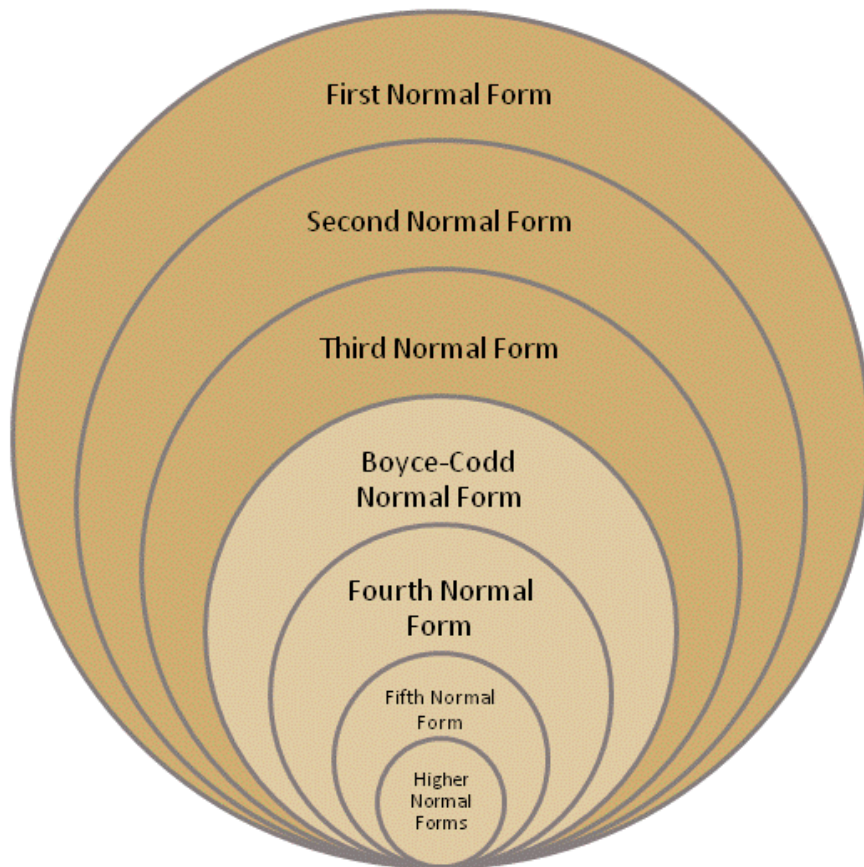 First Normal Form
Second Normal Form
Third Normal Form
Boyce-Codd
Normal Form
Fourth Normal
Form
Fifth Normal
Form
Higher
Normal
Forms